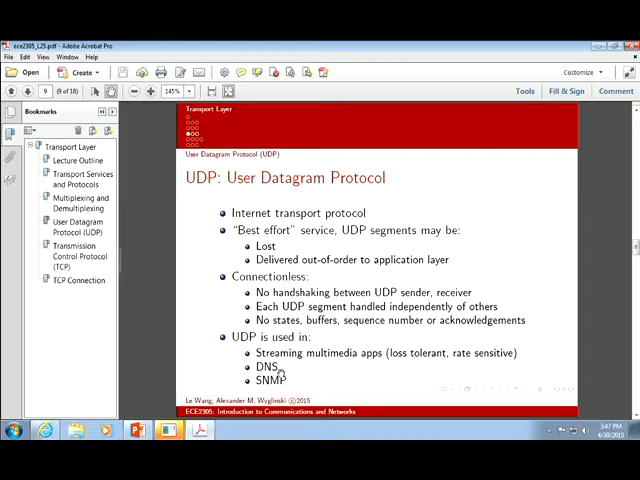 ece2305_L25.pdf - Adobe Acrobat Pro
File Edit View Window Help
Open
Create
Customize
9
(9 of 18)
145%
Tools
Fill & Sign
Comment
Bookmarks
Transport Layer
Lecture Outline
Transport Services
and Protocols
Multiplexing and
Demultiplexing
User Datagram
Protocol (UDP)
Transmission
Control Protocol
(TCP)
TCP Connection
Transport Layer
User Datagram Protocol (UDP)
UDP: User Datagram Protocol
Internet transport protocol
"Best effort" service, UDP segments may be:
Lost
Delivered out-of-order to application layer
Connectionless:
No handshaking between UDP sender, receiver
Each UDP segment handled independently of others
No states, buffers, sequence number or acknowledgements
UDP is used in:
Streaming multimedia apps (loss tolerant, rate sensitive)
DNS
SNMP
Le Wang, Alexander M. Wyglinski ©2015
ECE2305: Introduction to Communications and Networks
3:47 PM
4/30/2015